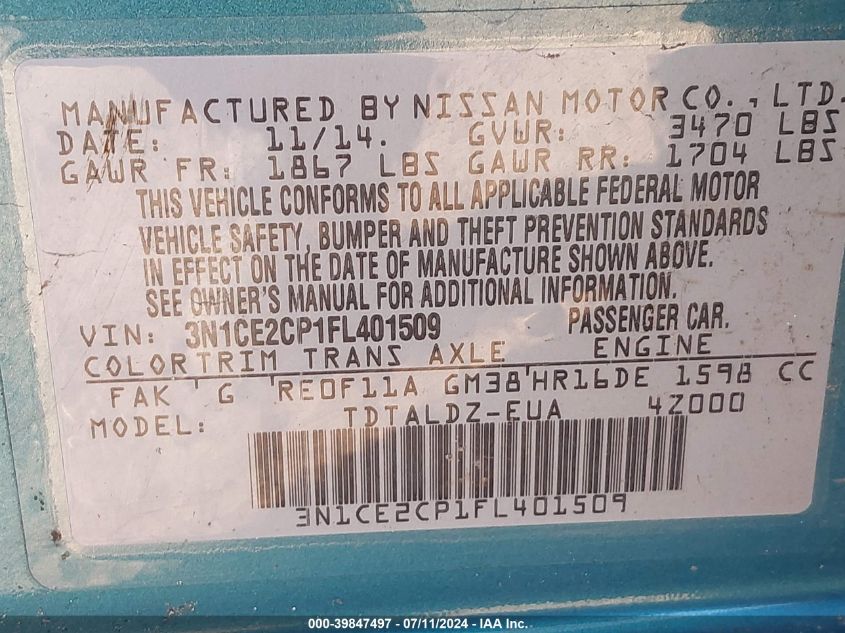 MANUFACTURED BY NISSAN MOTOR CO., LTD.
DATE: 11/14. GVWR: 3470 LBS
GAWR FR: 1867 LBS GAWR RR: 1704 LBS
THIS VEHICLE CONFORMS TO ALL APPLICABLE FEDERAL MOTOR
VEHICLE SAFETY, BUMPER AND THEFT PREVENTION STANDARDS
IN EFFECT ON THE DATE OF MANUFACTURE SHOWN ABOVE.
SEE OWNER'S MANUAL FOR ADDITIONAL INFORMATION.
VIN: 3N1CE2CP1FL401509 PASSENGER CAR.
COLOR TRIM TRANS AXLE ENGINE
FAK G RE0F11A GM38 HR16DE 1598 CC
MODEL: TDTALDZ-EUA 4Z000
3N1CE2CP1FL401509
000-39847497 - 07/11/2024 - IAA Inc.